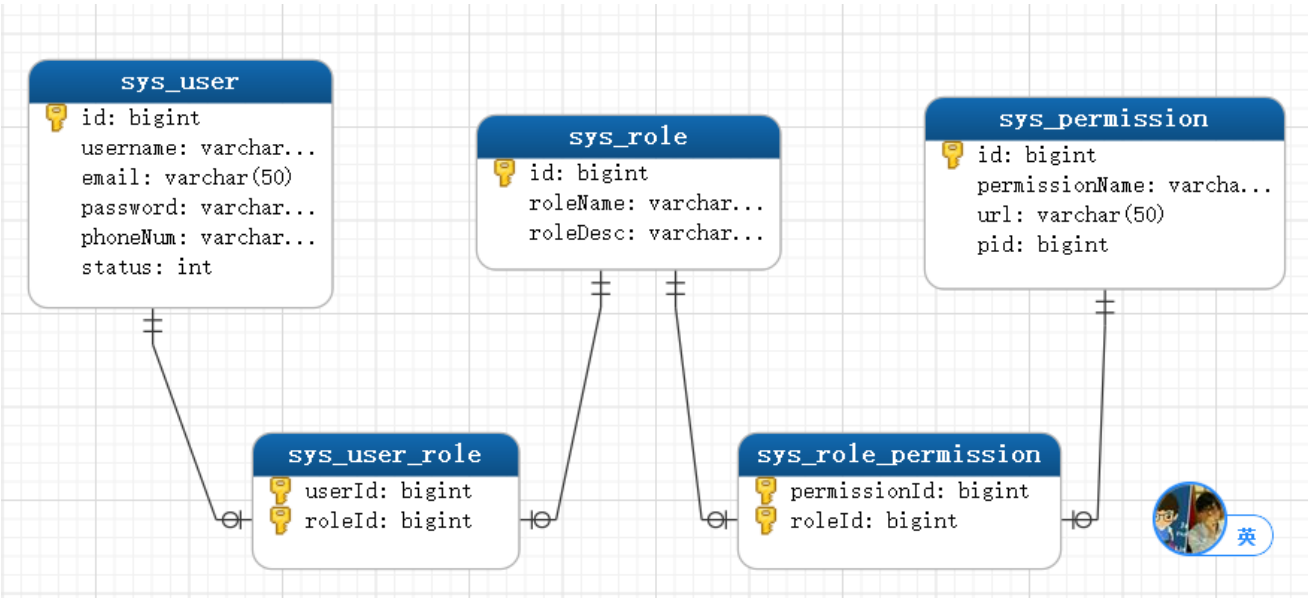 sys_user
id: bigint
username: varchar...
email: varchar(50)
password: varchar...
phoneNum: varchar...
status: int
sys_role
id: bigint
roleName: varchar...
roleDesc: varchar...
sys_permission
id: bigint
permissionName: varcha...
url: varchar(50)
pid: bigint
sys_user_role
userId: bigint
roleId: bigint
sys_role_permission
permissionId: bigint
roleId: bigint
英